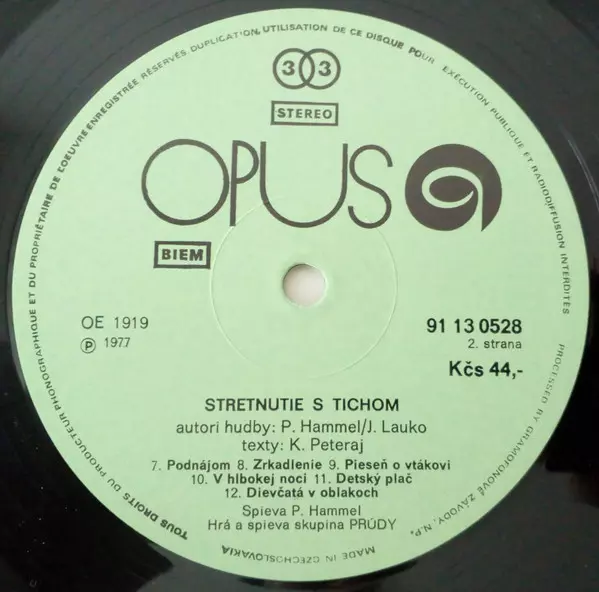 TOUS DROITS DU PRODUCTEUR PHONOGRAPHIQUE ET DU PROPRIÉTAIRE DE L'OEUVRE ENREGISTRÉE RÉSERVÉS DUPLICATION, UTILISATION DE CE DISQUE POUR EXÉCUTION PUBLIQUE ET RADIODIFFUSION INTERDITES
33
STEREO
OPUS
BIEM
OE 1919
℗ 1977
91 13 0528
2. strana
Kčs 44,-
STRETNUTIE S TICHOM
autori hudby: P. Hammel/J. Lauko
texty: K. Peteraj
7. Podnájom 8. Zrkadlenie 9. Pieseň o vtákovi
10. V hlbokej noci 11. Detský plač
12. Dievčatá v oblakoch
Spieva P. Hammel
Hrá a spieva skupina PRÚDY
PROCESSED BY GRAMOFONOVÉ ZÁVODY, N.P.
MADE IN CZECHOSLOVAKIA